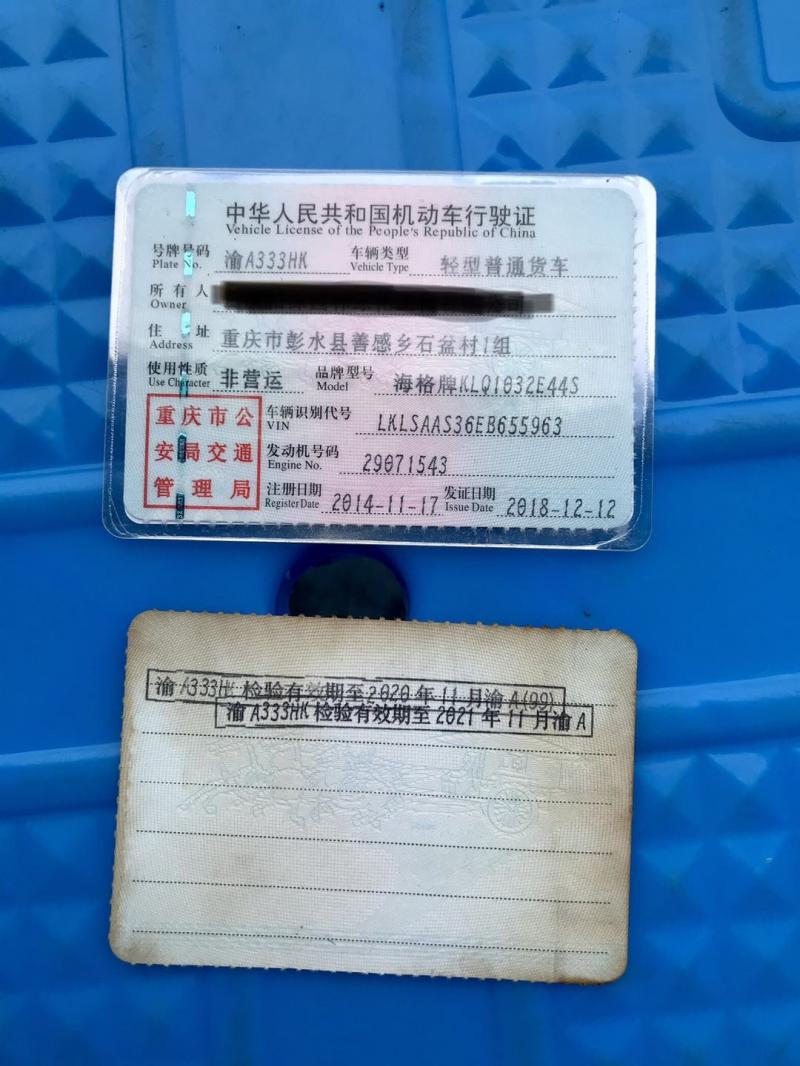 中华人民共和国机动车行驶证
Vehicle License of the People's Republic of China
号牌号码 渝A333HK 车辆类型 轻型普通货车
Plate No. Vehicle Type
所有人
Owner
住址 重庆市彭水县善感乡石盆村1组
Address
使用性质 非营运 品牌型号 海格牌KLQ1032E44S
Use Character Model
重庆市公
安局交通
管理局
车辆识别代号 LKLSAAS36EB655963
VIN
发动机号码 29071543
Engine No.
注册日期 2014-11-17 发证日期 2018-12-12
Register Date Issue Date
渝A333HK 检验有效期至2020年11月渝A(99)
渝A333HK检验有效期至2021年11月渝A